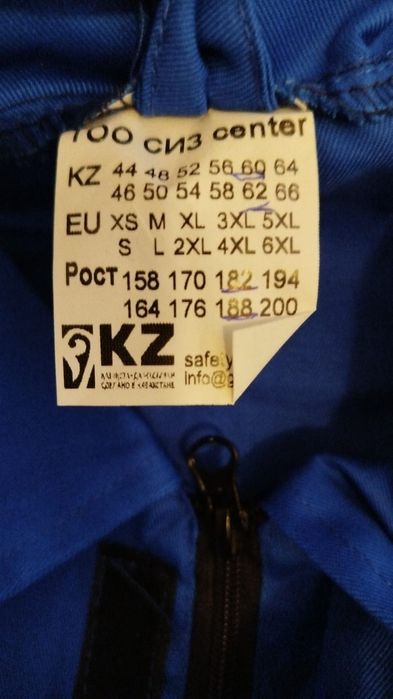 ТОО СИЗ center
KZ 44 48 52 56 60 64
46 50 54 58 62 66
EU XS M XL 3XL 5XL
S L 2XL 4XL 6XL
Рост 158 170 182 194
164 176 188 200
KZ
safety
info@
СДЕЛАНО В КАЗАХСТАНЕ